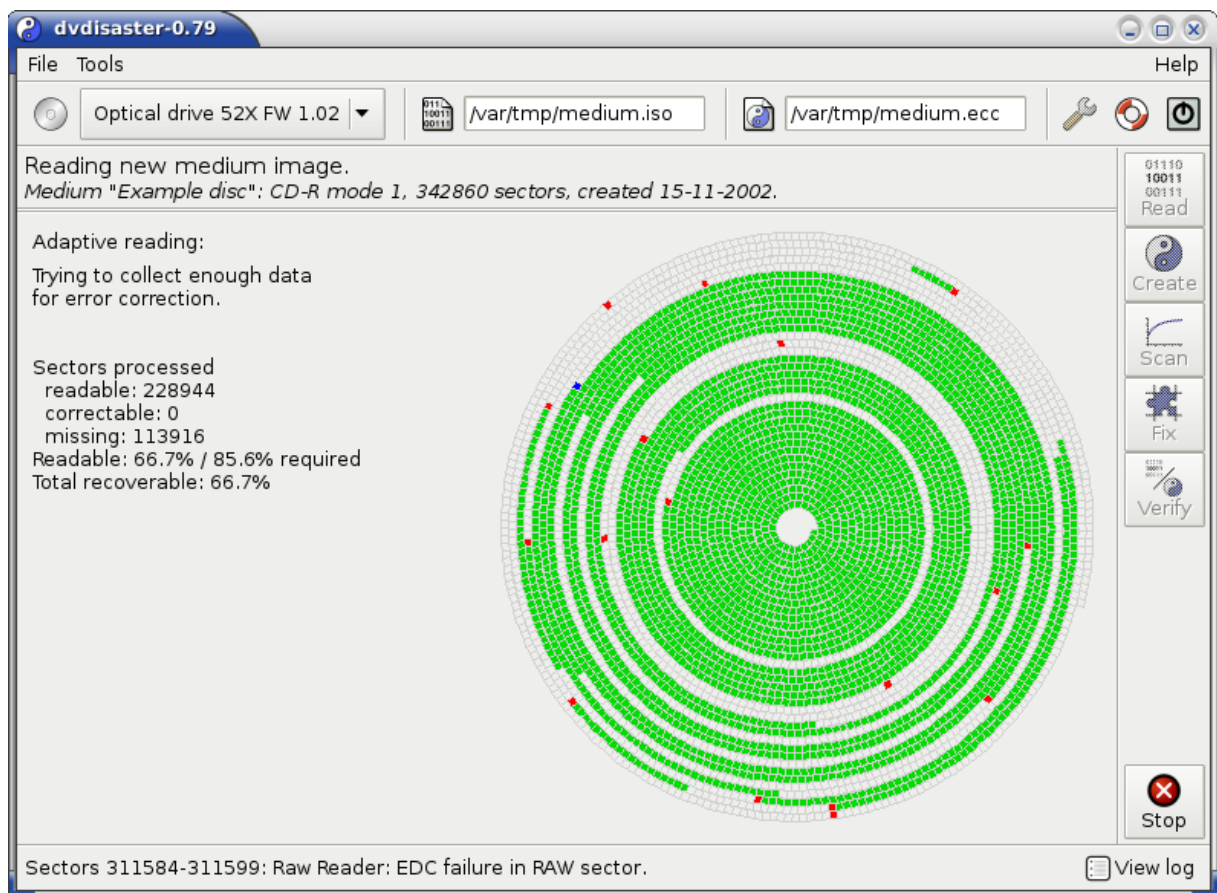 dvdisaster-0.79
File Tools Help
Optical drive 52X FW 1.02 /var/tmp/medium.iso /var/tmp/medium.ecc
Reading new medium image.
Medium "Example disc": CD-R mode 1, 342860 sectors, created 15-11-2002.
Adaptive reading:
Trying to collect enough data
for error correction.
Sectors processed
readable: 228944
correctable: 0
missing: 113916
Readable: 66.7% / 85.6% required
Total recoverable: 66.7%
01110
10011
00111
Read
Create
Scan
Fix
Verify
Stop
Sectors 311584-311599: Raw Reader: EDC failure in RAW sector. View log